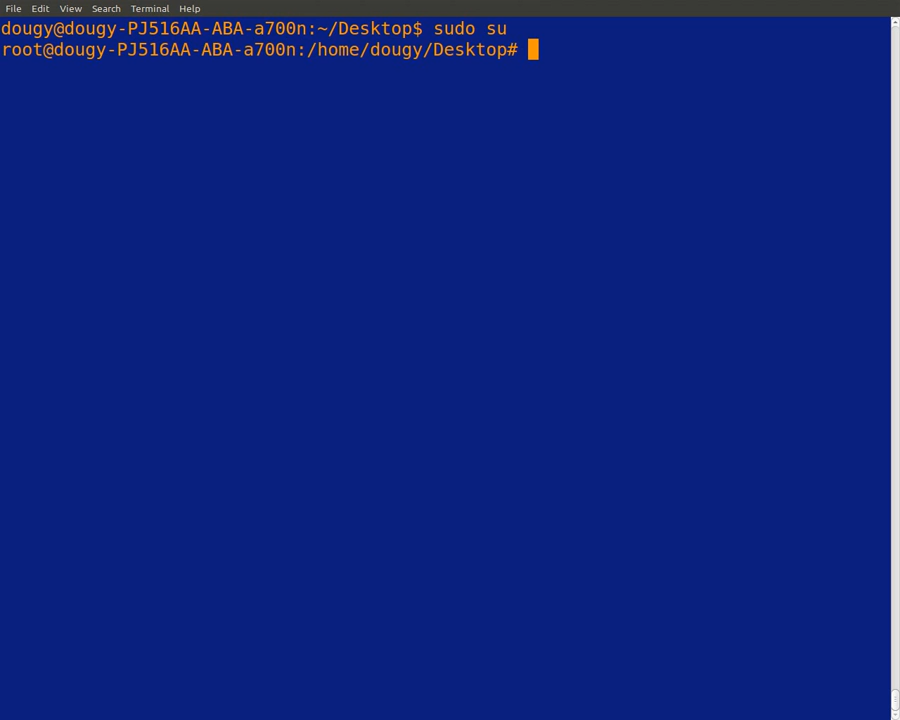 File Edit View Search Terminal Help
dougy@dougy-PJ516AA-ABA-a700n:~/Desktop$ sudo su
root@dougy-PJ516AA-ABA-a700n:/home/dougy/Desktop#